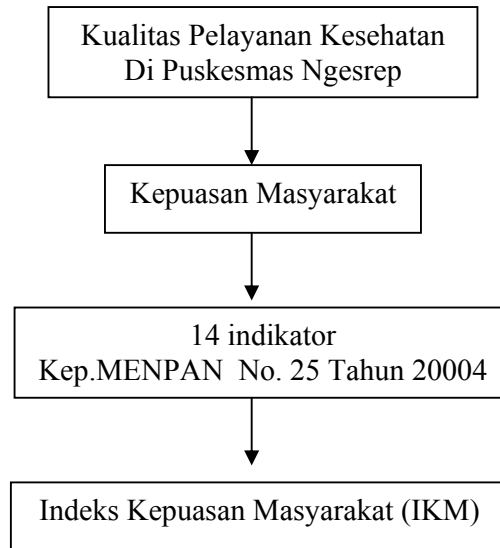 Kualitas Pelayanan Kesehatan
Di Puskesmas Ngesrep
Kepuasan Masyarakat
14 indikator
Kep.MENPAN No. 25 Tahun 20004
Indeks Kepuasan Masyarakat (IKM)